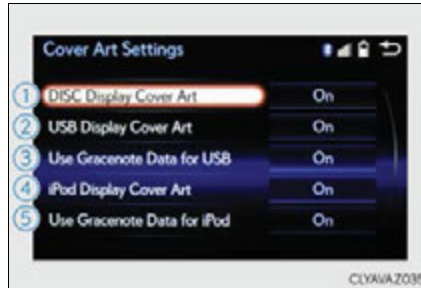 Cover Art Settings
1 DISC Display Cover Art On
2 USB Display Cover Art On
3 Use Gracenote Data for USB On
4 iPod Display Cover Art On
5 Use Gracenote Data for iPod On
CLYAVAZ035